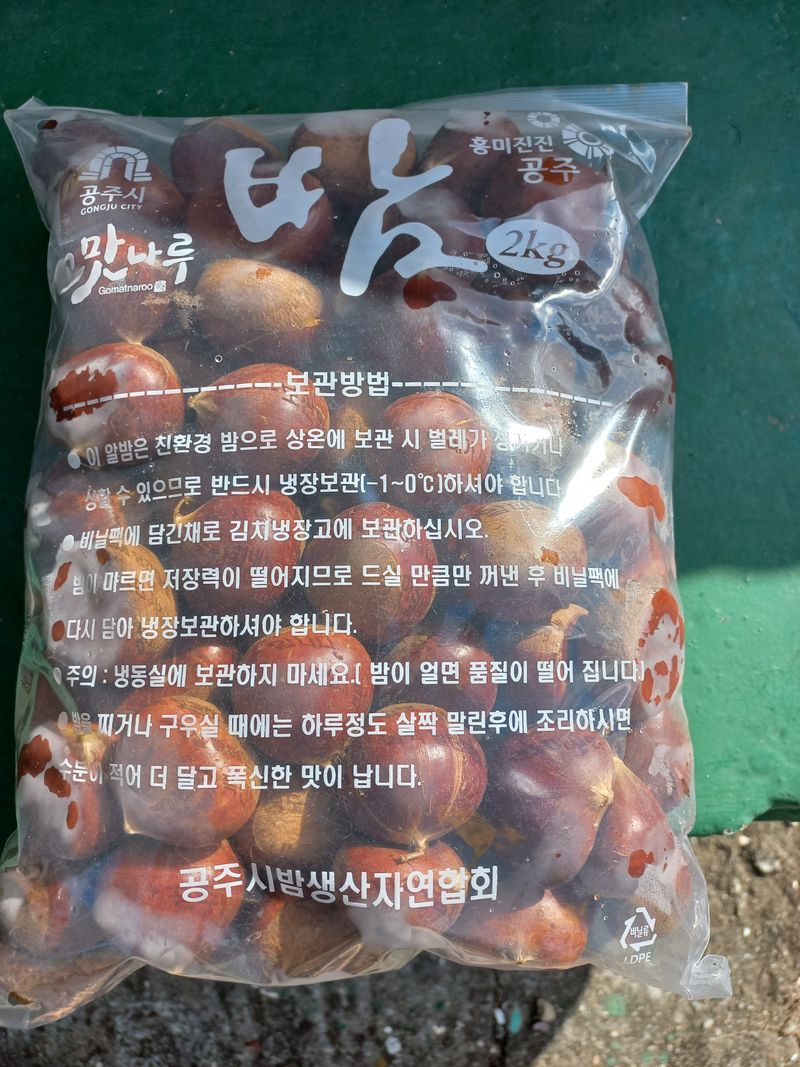 공주시
GONGJU CITY
고맛나루
Gomatnaroo
밤
2kg
흥미진진
공주
보관방법
이 알밤은 친환경 밤으로 상온에 보관 시 벌레가 생기거나
상할 수 있으므로 반드시 냉장보관(-1~0℃)하셔야 합니다
비닐팩에 담긴채로 김치냉장고에 보관하십시오.
밤이 마르면 저장력이 떨어지므로 드실 만큼만 꺼낸 후 비닐팩에
다시 담아 냉장보관하셔야 합니다.
주의 : 냉동실에 보관하지 마세요.( 밤이 얼면 품질이 떨어 집니다.)
밤을 찌거나 구우실 때에는 하루정도 살짝 말린후에 조리하시면
수분이 적어 더 달고 폭신한 맛이 납니다.
공주시밤생산자연합회
비닐류
LDPE